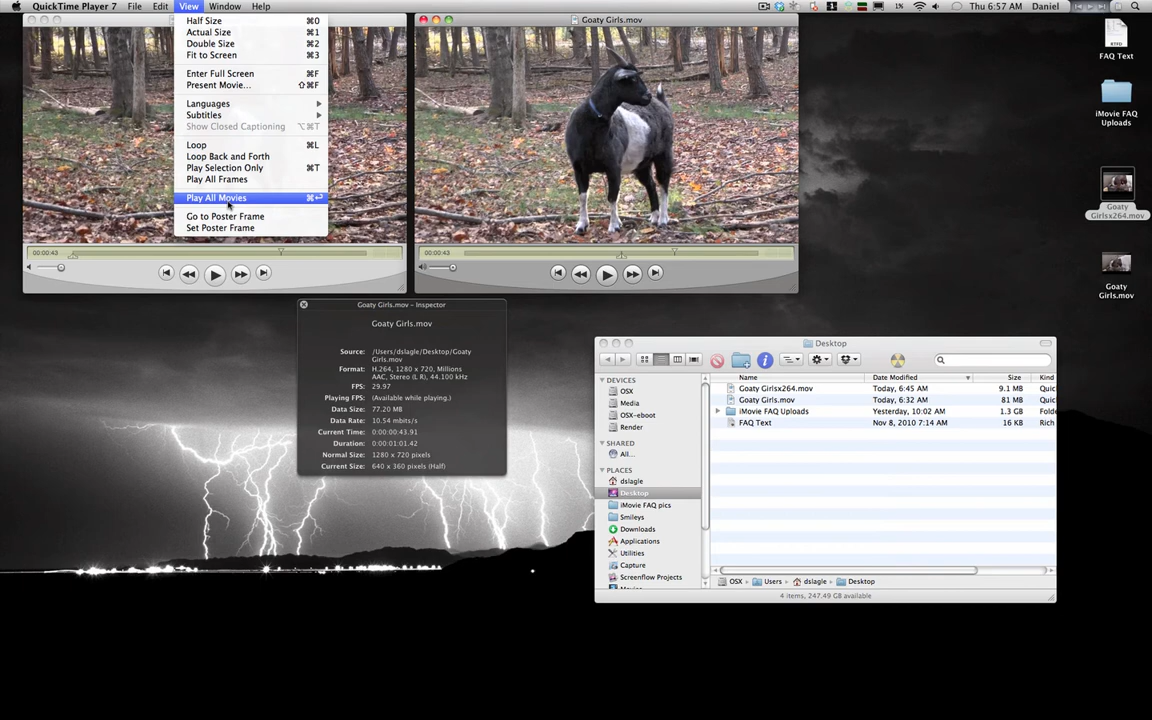 QuickTime Player 7 File Edit View Window Help 1% Thu 6:57 AM Daniel
Half Size ⌘0
Actual Size ⌘1
Double Size ⌘2
Fit to Screen ⌘3
Enter Full Screen ⌘F
Present Movie... ⇧⌘F
Languages
Subtitles
Show Closed Captioning ⌥⌘T
Loop ⌘L
Loop Back and Forth
Play Selection Only ⌘T
Play All Frames
Play All Movies ⌘↩
Go to Poster Frame
Set Poster Frame
00:00:43
Goaty Girls.mov
00:00:43
FAQ Text
iMovie FAQ
Uploads
Goaty
Girlsx264.mov
Goaty
Girls.mov
Goaty Girls.mov – Inspector
Goaty Girls.mov
Source: /Users/dslagle/Desktop/Goaty
Girls.mov
Format: H.264, 1280 x 720, Millions
AAC, Stereo (L R), 44.100 kHz
FPS: 29.97
Playing FPS: (Available while playing.)
Data Size: 77.20 MB
Data Rate: 10.54 mbits/s
Current Time: 0:00:00:43.91
Duration: 0:00:01:01.42
Normal Size: 1280 x 720 pixels
Current Size: 640 x 360 pixels (Half)
Desktop
DEVICES
OSX
Media
OSX-eboot
Render
SHARED
All...
PLACES
dslagle
Desktop
iMovie FAQ pics
Smileys
Downloads
Applications
Utilities
Capture
Screenflow Projects
Name Date Modified Size Kind
Goaty Girlsx264.mov Today, 6:45 AM 9.1 MB Quic
Goaty Girls.mov Today, 6:32 AM 81 MB Quic
iMovie FAQ Uploads Yesterday, 10:02 AM 1.3 GB Folde
FAQ Text Nov 8, 2010 7:14 AM 16 KB Rich
OSX Users dslagle Desktop
4 items, 247.49 GB available